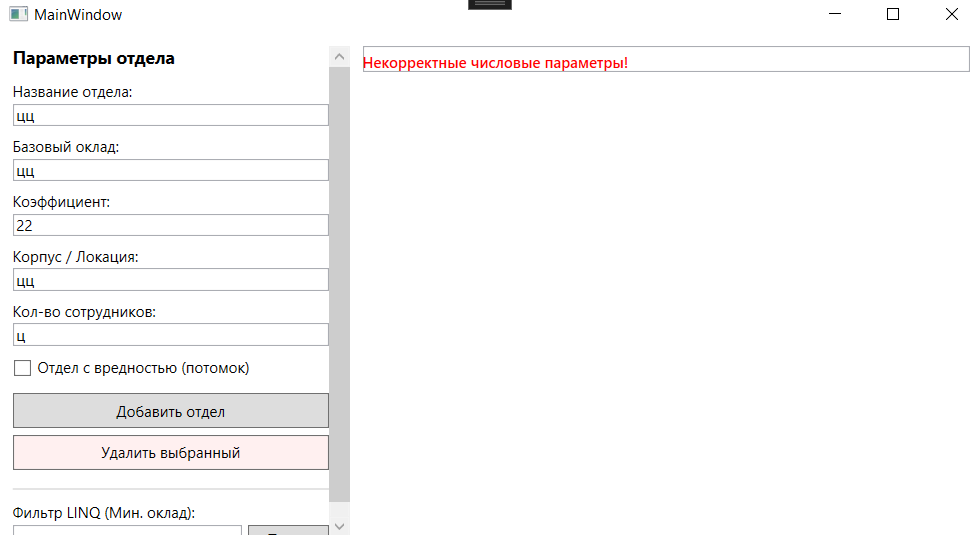 MainWindow
Параметры отдела
Название отдела:
цц
Базовый оклад:
цц
Коэффициент:
22
Корпус / Локация:
цц
Кол-во сотрудников:
ц
Отдел с вредностью (потомок)
Добавить отдел
Удалить выбранный
Фильтр LINQ (Мин. оклад):
Некорректные числовые параметры!